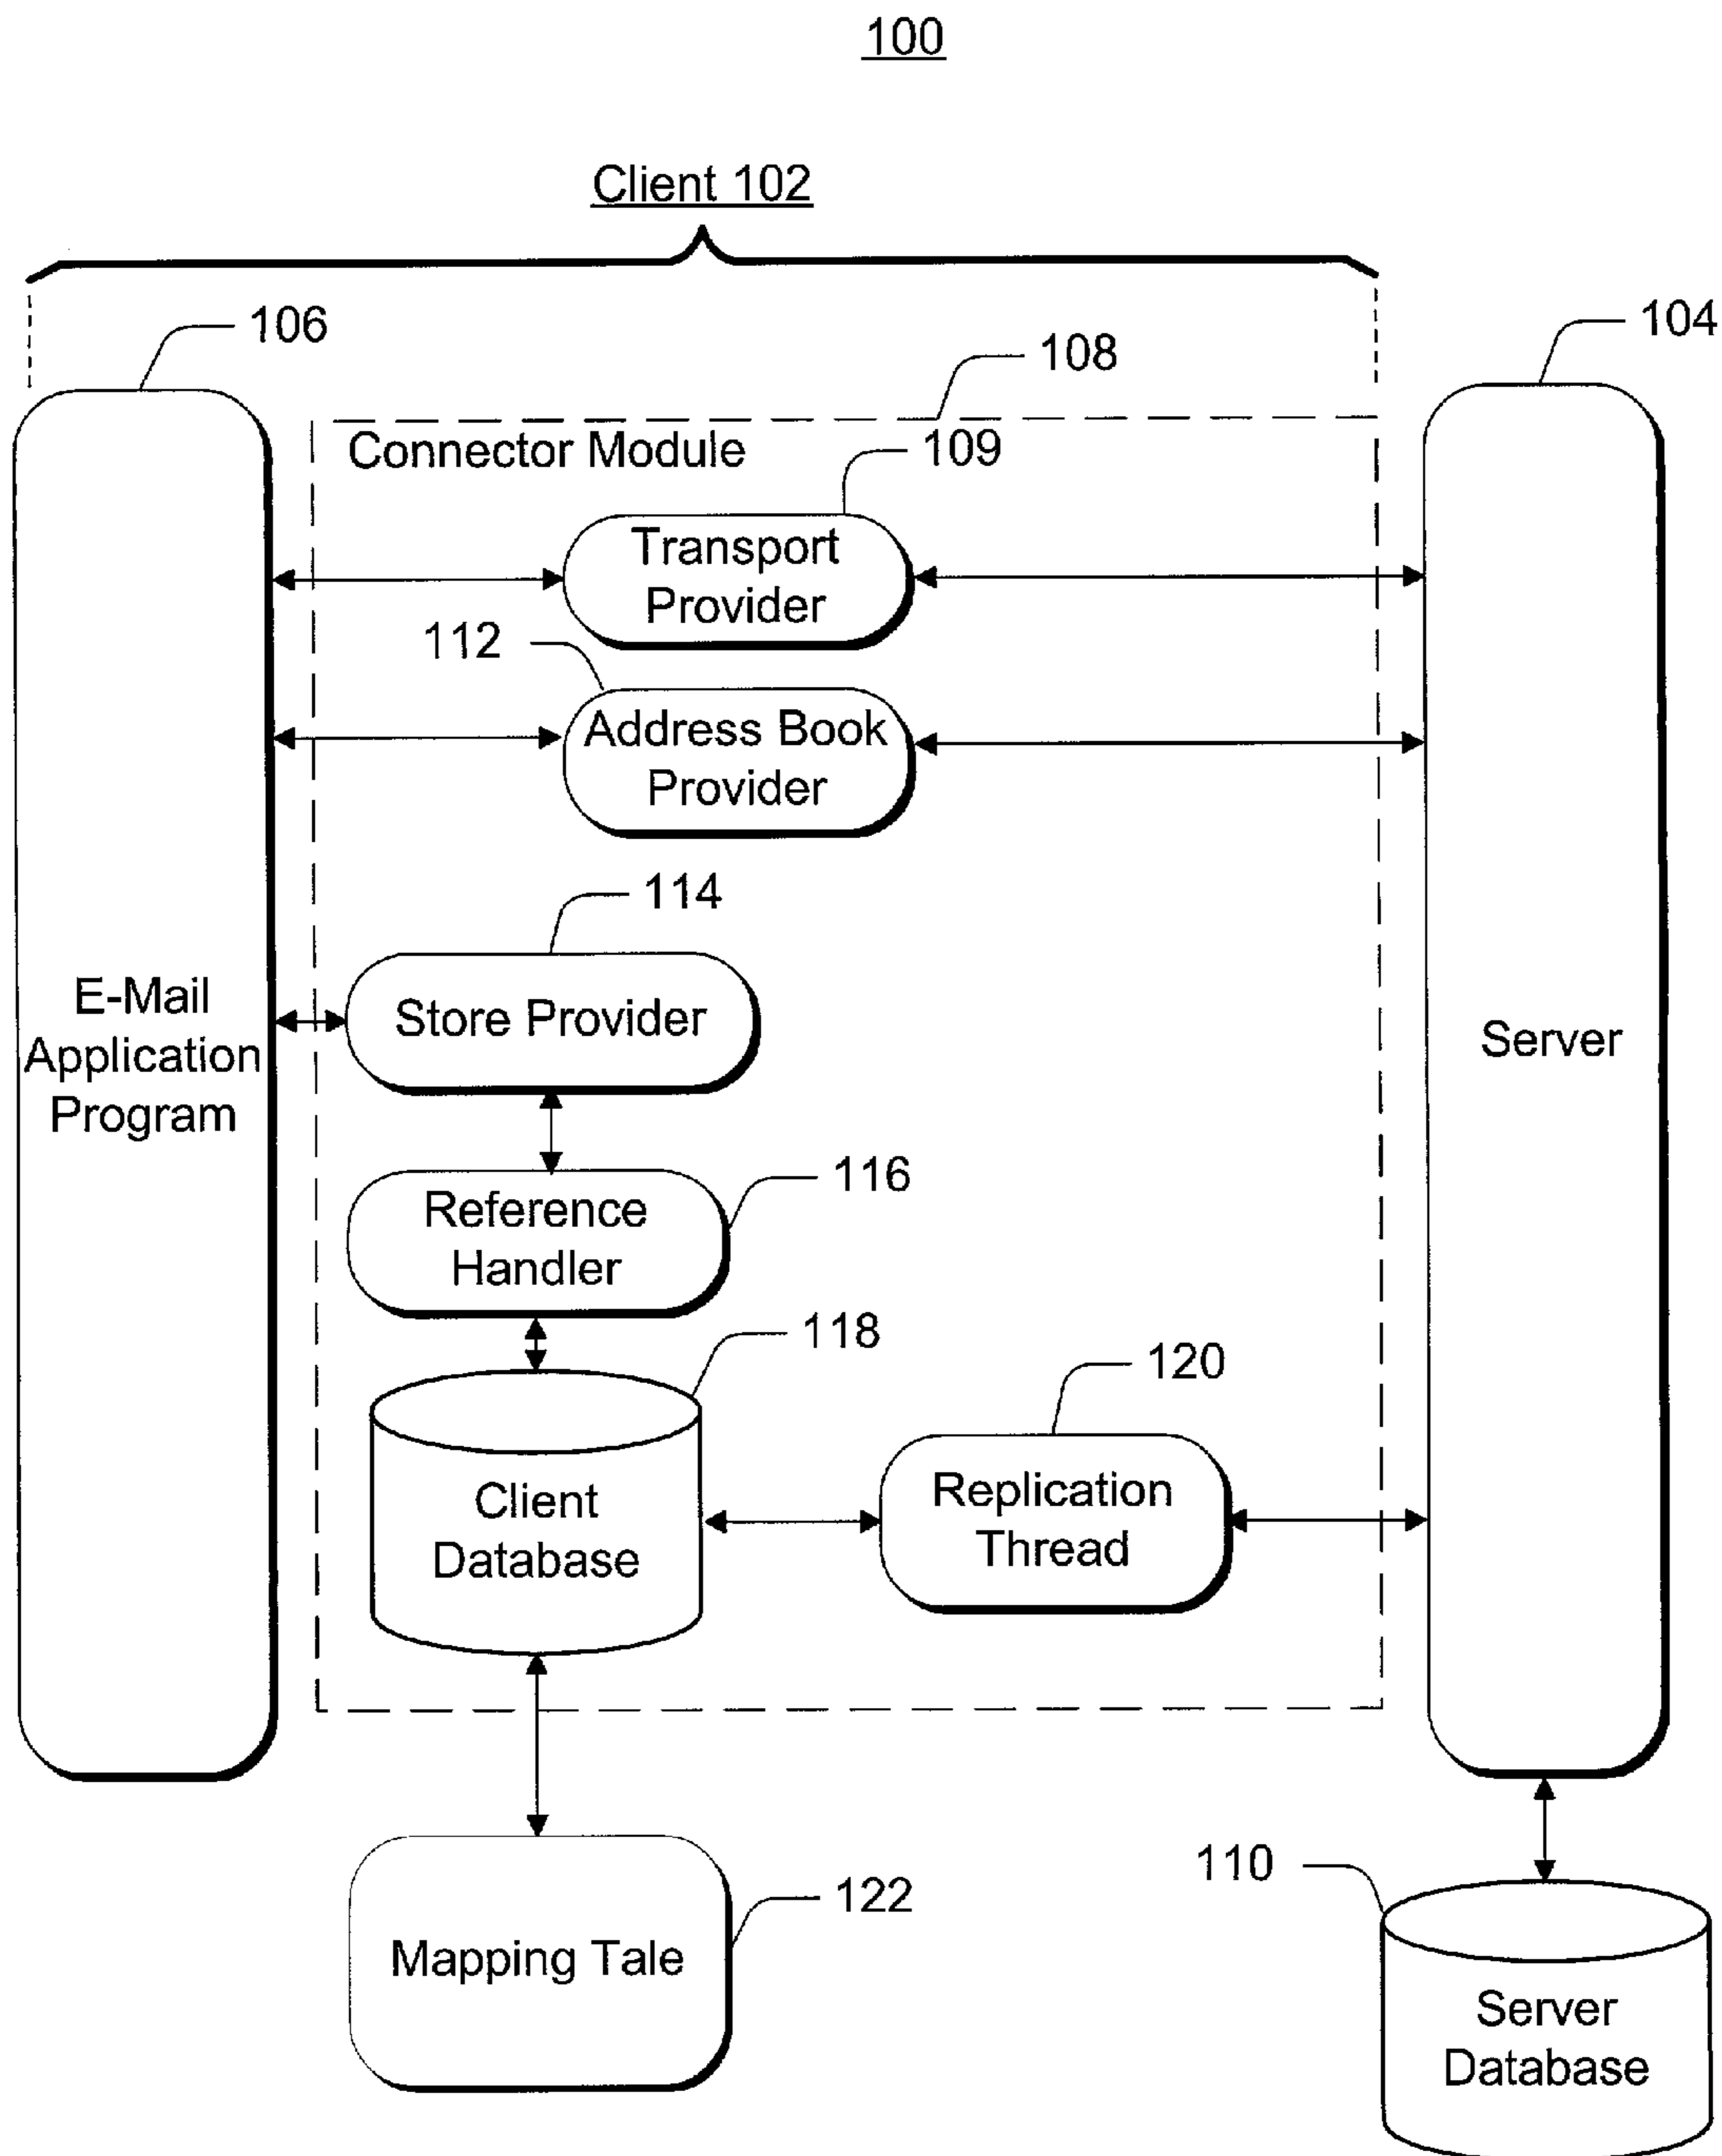 100
Client 102
106
104
108
Connector Module
109
Transport
Provider
112
Address Book
Provider
114
E-Mail
Application
Program
Store Provider
Server
116
Reference
Handler
118
120
Client
Database
Replication
Thread
110
122
Mapping Tale
Server
Database